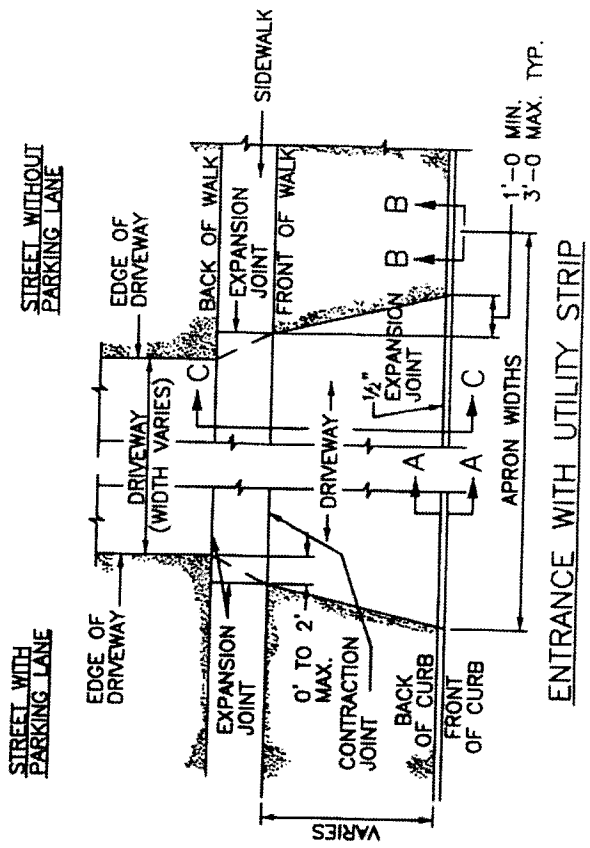 STREET WITH
PARKING LANE
STREET WITHOUT
PARKING LANE
EDGE OF
DRIVEWAY
EDGE OF
DRIVEWAY
DRIVEWAY
(WIDTH VARIES)
BACK OF WALK
EXPANSION
JOINT
FRONT OF WALK
SIDEWALK
C
EXPANSION
JOINT
0' TO 2'
MAX.
CONTRACTION
JOINT
DRIVEWAY
1/2"
EXPANSION
JOINT
B
B
A
A
C
BACK
OF CURB
FRONT
OF CURB
VARIES
APRON WIDTHS
1'-0 MIN.
3'-0 MAX. TYP.
ENTRANCE WITH UTILITY STRIP